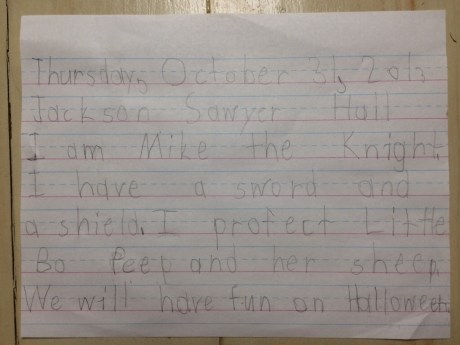 Thursday, October 31, 2013
Jackson Sawyer Hall
I am Mike the Knight.
I have a sword and
a shield. I protect Little
Bo Peep and her sheep.
We will have fun on Halloween.